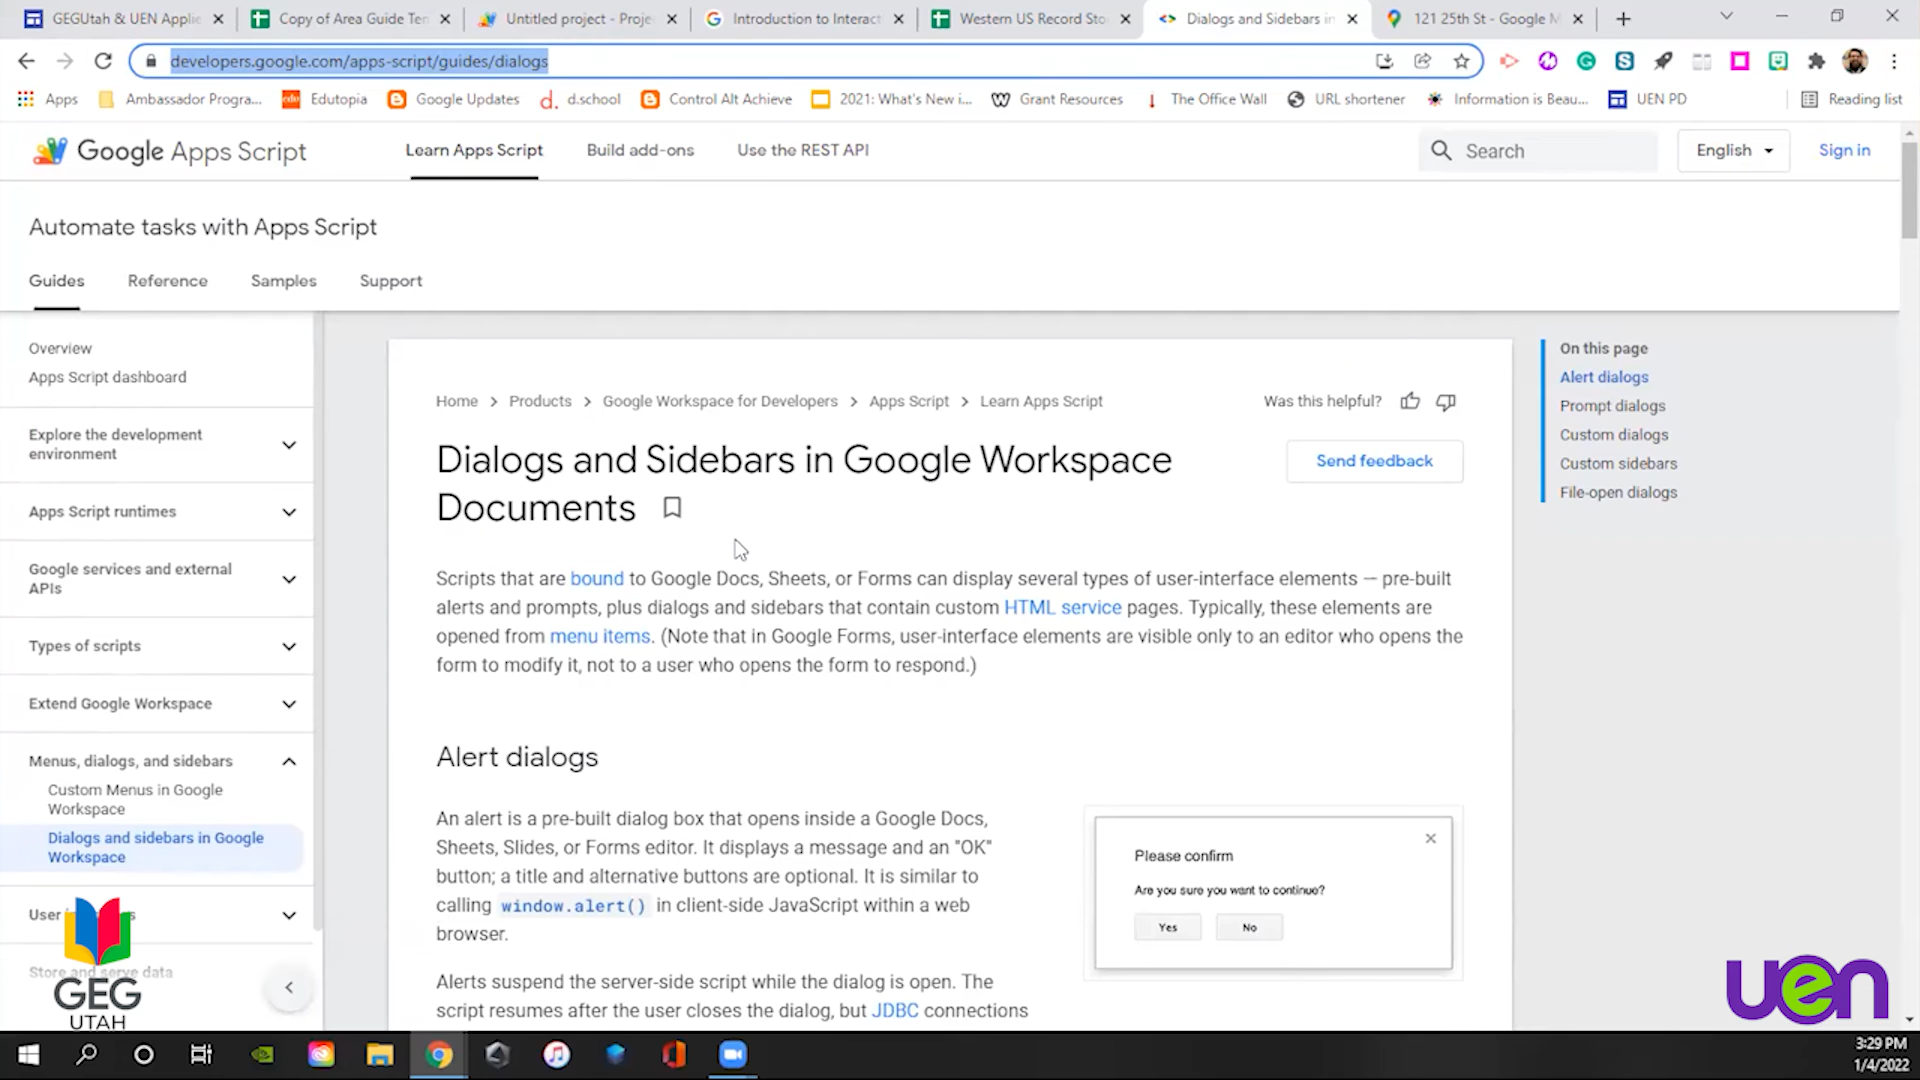 GEGUtah & UEN Applie
Copy of Area Guide Ten
Untitled project - Proje
Introduction to Interact
Western US Record Sto
Dialogs and Sidebars in
121 25th St - Google M
developers.google.com/apps-script/guides/dialogs
Apps
Ambassador Progra...
Edutopia
Google Updates
d.school
Control Alt Achieve
2021: What's New i...
Grant Resources
The Office Wall
URL shortener
Information is Beau...
UEN PD
Reading list
Google Apps Script
Learn Apps Script
Build add-ons
Use the REST API
Search
English
Sign in
Automate tasks with Apps Script
Guides
Reference
Samples
Support
Overview
Apps Script dashboard
Explore the development
environment
Apps Script runtimes
Google services and external
APIs
Types of scripts
Extend Google Workspace
Menus, dialogs, and sidebars
Custom Menus in Google
Workspace
Dialogs and sidebars in Google
Workspace
User
Store and serve data
Home > Products > Google Workspace for Developers > Apps Script > Learn Apps Script
Was this helpful?
Dialogs and Sidebars in Google Workspace
Documents
Send feedback
Scripts that are bound to Google Docs, Sheets, or Forms can display several types of user-interface elements — pre-built
alerts and prompts, plus dialogs and sidebars that contain custom HTML service pages. Typically, these elements are
opened from menu items. (Note that in Google Forms, user-interface elements are visible only to an editor who opens the
form to modify it, not to a user who opens the form to respond.)
Alert dialogs
An alert is a pre-built dialog box that opens inside a Google Docs,
Sheets, Slides, or Forms editor. It displays a message and an "OK"
button; a title and alternative buttons are optional. It is similar to
calling window.alert() in client-side JavaScript within a web
browser.
Alerts suspend the server-side script while the dialog is open. The
script resumes after the user closes the dialog, but JDBC connections
Please confirm
Are you sure you want to continue?
Yes
No
On this page
Alert dialogs
Prompt dialogs
Custom dialogs
Custom sidebars
File-open dialogs
GEG
UTAH
uen
3:29 PM
1/4/2022